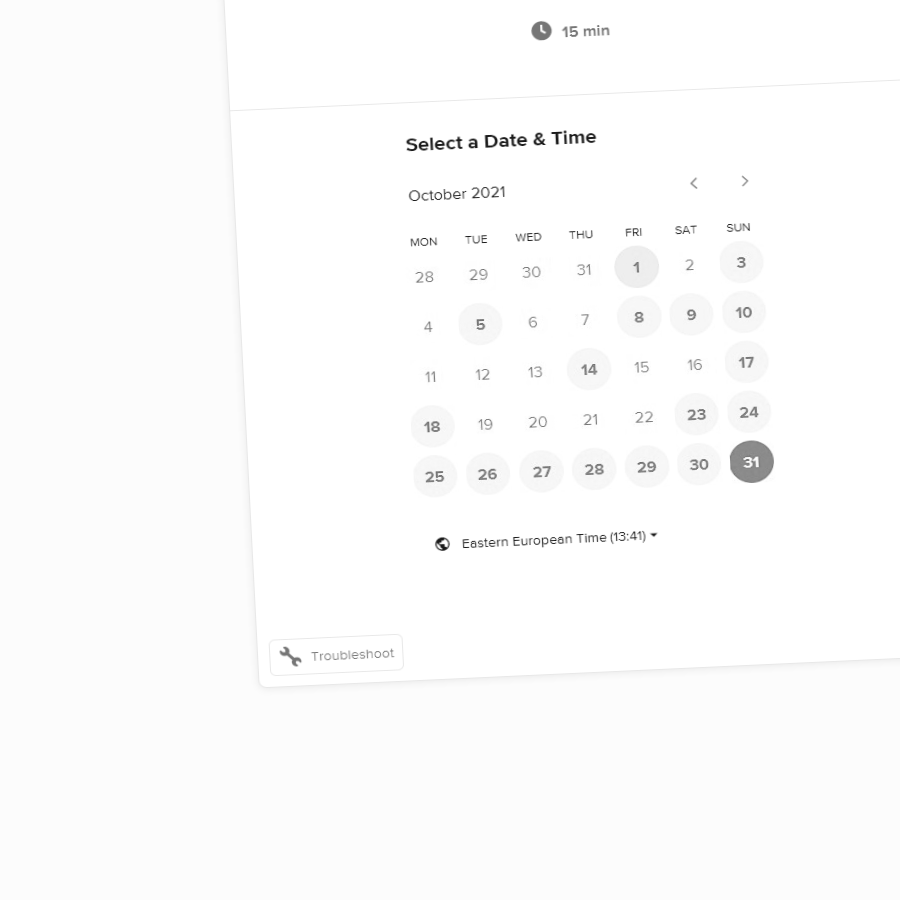 15 min
Select a Date & Time
October 2021
MON TUE WED THU FRI SAT SUN
28 29 30 31 1 2 3
4 5 6 7 8 9 10
11 12 13 14 15 16 17
18 19 20 21 22 23 24
25 26 27 28 29 30 31
Eastern European Time (13:41)
Troubleshoot